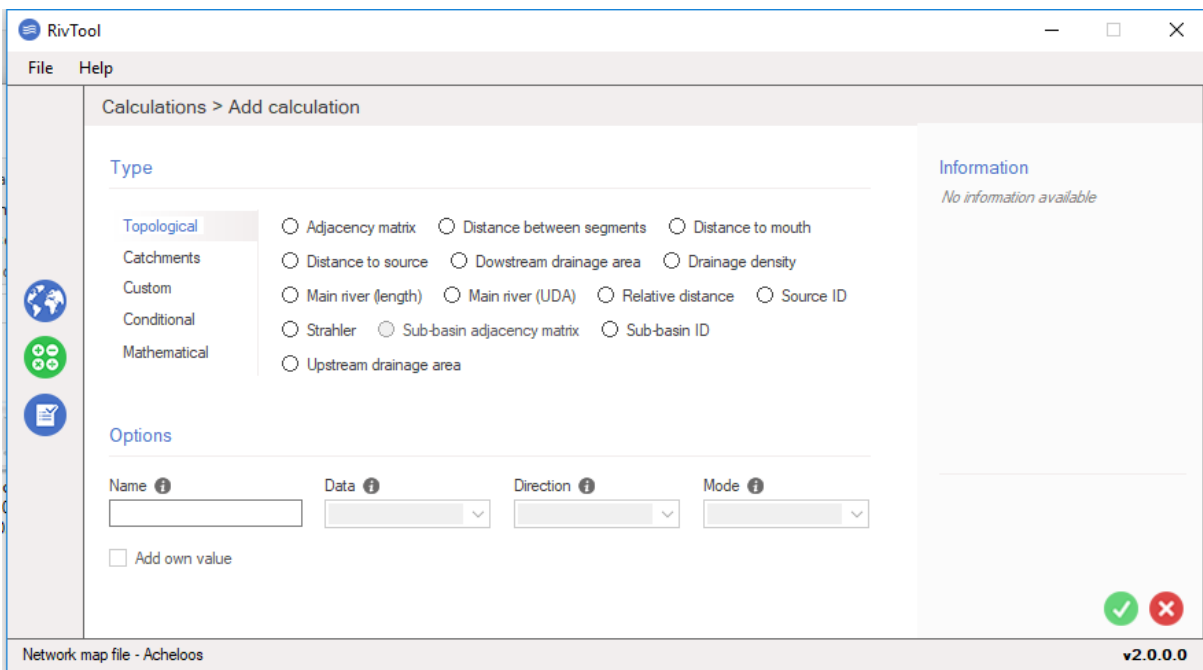 RivTool
File Help
Calculations > Add calculation
Type
Topological
Catchments
Custom
Conditional
Mathematical
Adjacency matrix Distance between segments Distance to mouth
Distance to source Dowstream drainage area Drainage density
Main river (length) Main river (UDA) Relative distance Source ID
Strahler Sub-basin adjacency matrix Sub-basin ID
Upstream drainage area
Options
Name Data Direction Mode
Add own value
Information
No information available
Network map file - Acheloos v2.0.0.0